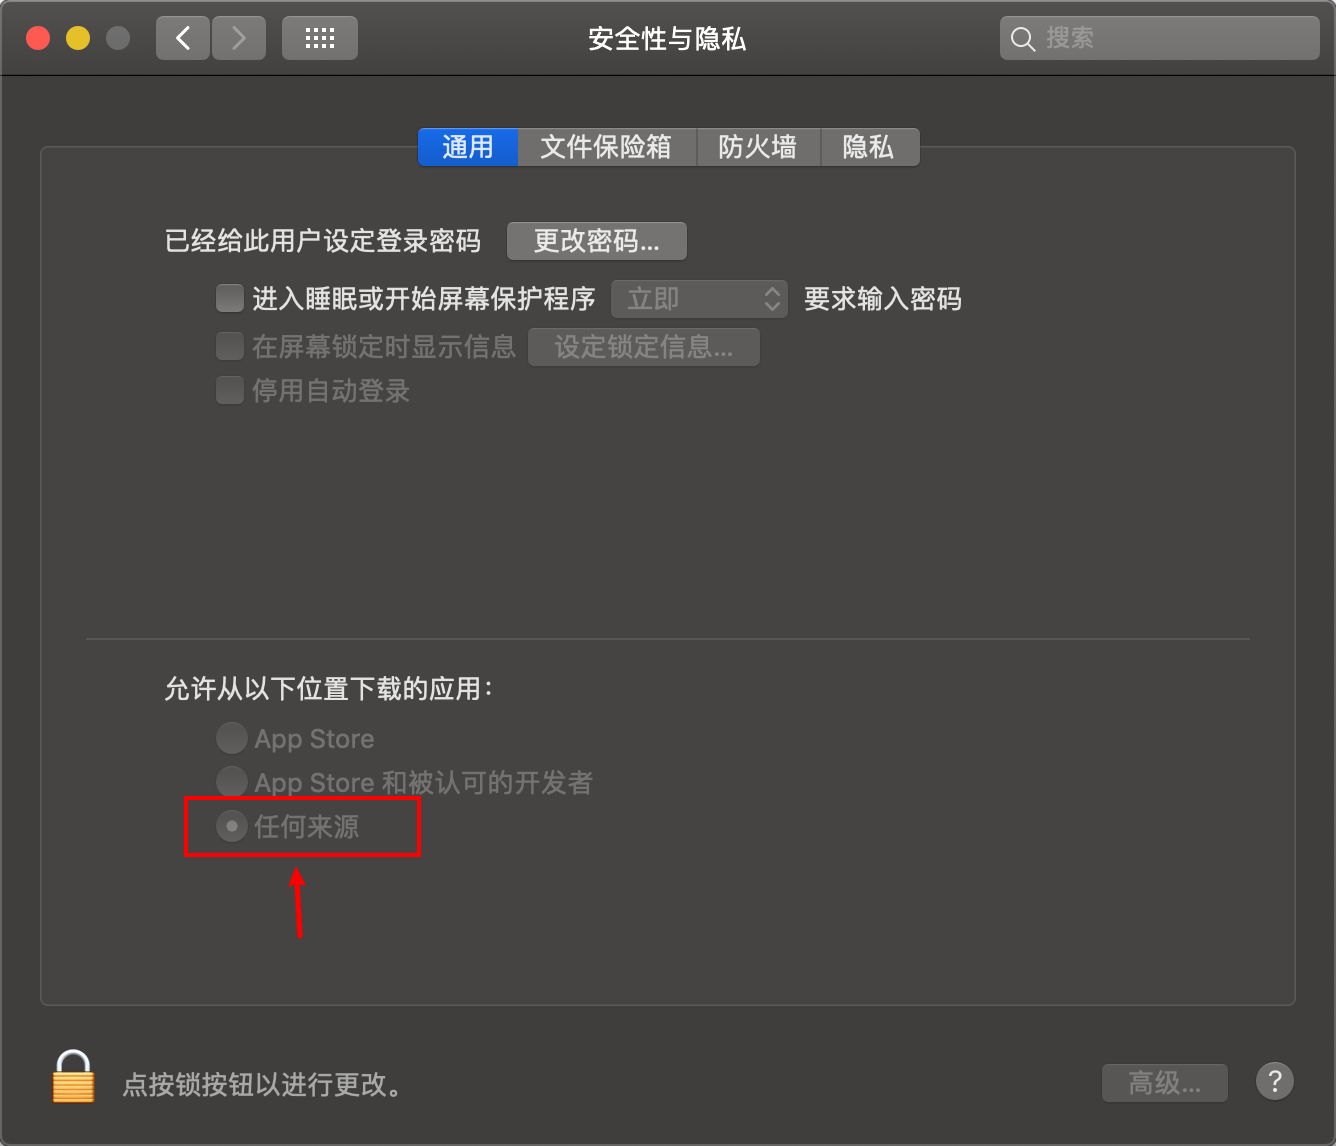 安全性与隐私
搜索
通用 文件保险箱 防火墙 隐私
已经给此用户设定登录密码 更改密码...
进入睡眠或开始屏幕保护程序 立即 要求输入密码
在屏幕锁定时显示信息 设定锁定信息...
停用自动登录
允许从以下位置下载的应用：
App Store
App Store 和被认可的开发者
任何来源
点按锁按钮以进行更改。
高级... ?